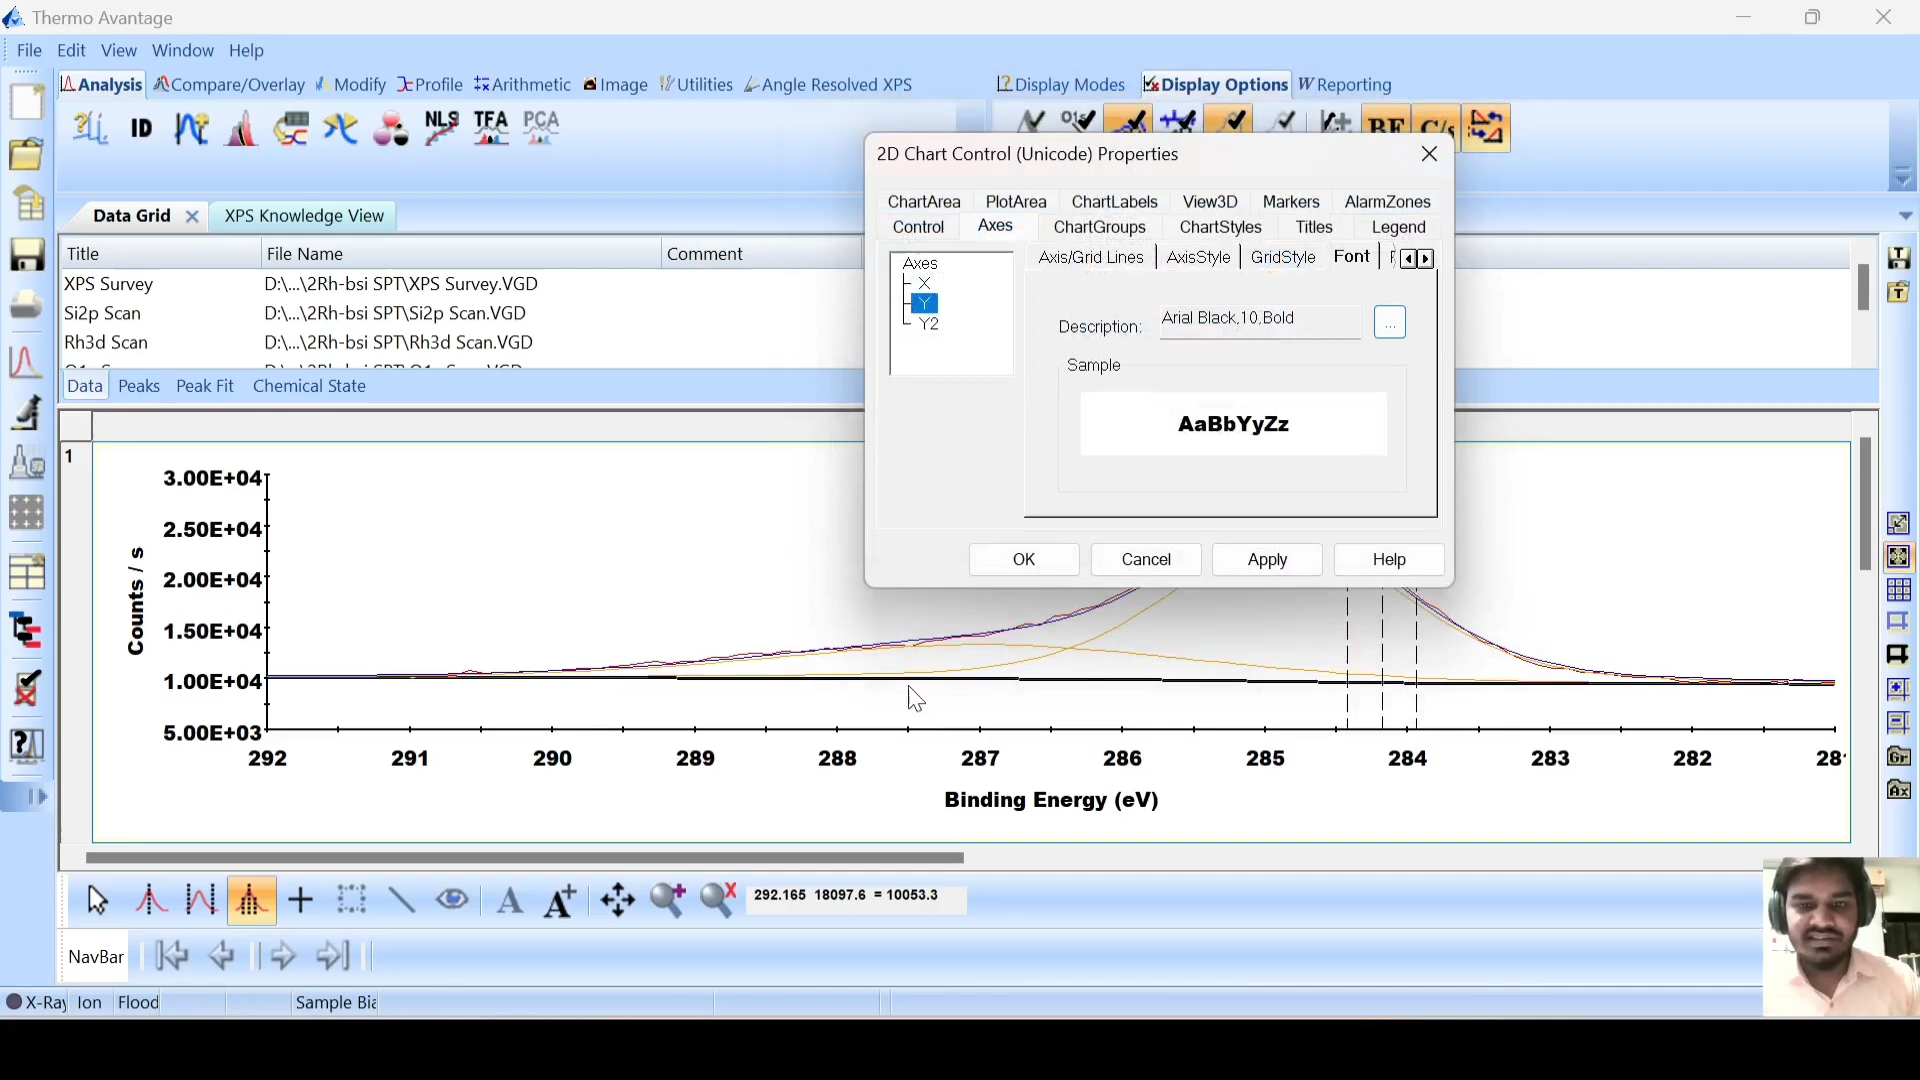 Thermo Avantage
File Edit View Window Help
Analysis Compare/Overlay Modify Profile Arithmetic Image Utilities Angle Resolved XPS Display Modes Display Options W Reporting
ID NLS TFA PCA O1s BE C/s
2D Chart Control (Unicode) Properties
ChartArea PlotArea ChartLabels View3D Markers AlarmZones
Control Axes ChartGroups ChartStyles Titles Legend
Axes
X
Y
Y2
Axis/Grid Lines AxisStyle GridStyle Font
Description: Arial Black,10,Bold ...
Sample
AaBbYyZz
OK Cancel Apply Help
Data Grid XPS Knowledge View
Title File Name Comment
XPS Survey D:\...\2Rh-bsi SPT\XPS Survey.VGD
Si2p Scan D:\...\2Rh-bsi SPT\Si2p Scan.VGD
Rh3d Scan D:\...\2Rh-bsi SPT\Rh3d Scan.VGD
Data Peaks Peak Fit Chemical State
1
3.00E+04
2.50E+04
2.00E+04
1.50E+04
1.00E+04
5.00E+03
Counts / s
292 291 290 289 288 287 286 285 284 283 282 28
Binding Energy (eV)
Gr
Ax
A A+ 292.165 18097.6 = 10053.3
NavBar
X-Ray Ion Flood Sample Bia